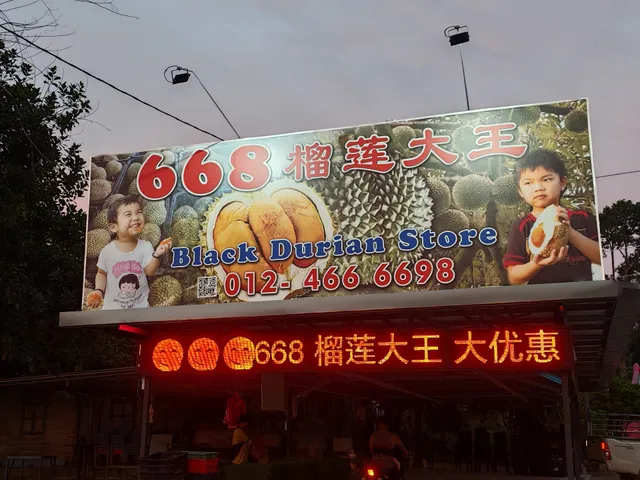 668 榴莲大王
Black Durian Store
012- 466 6698
668 榴莲大王 大优惠